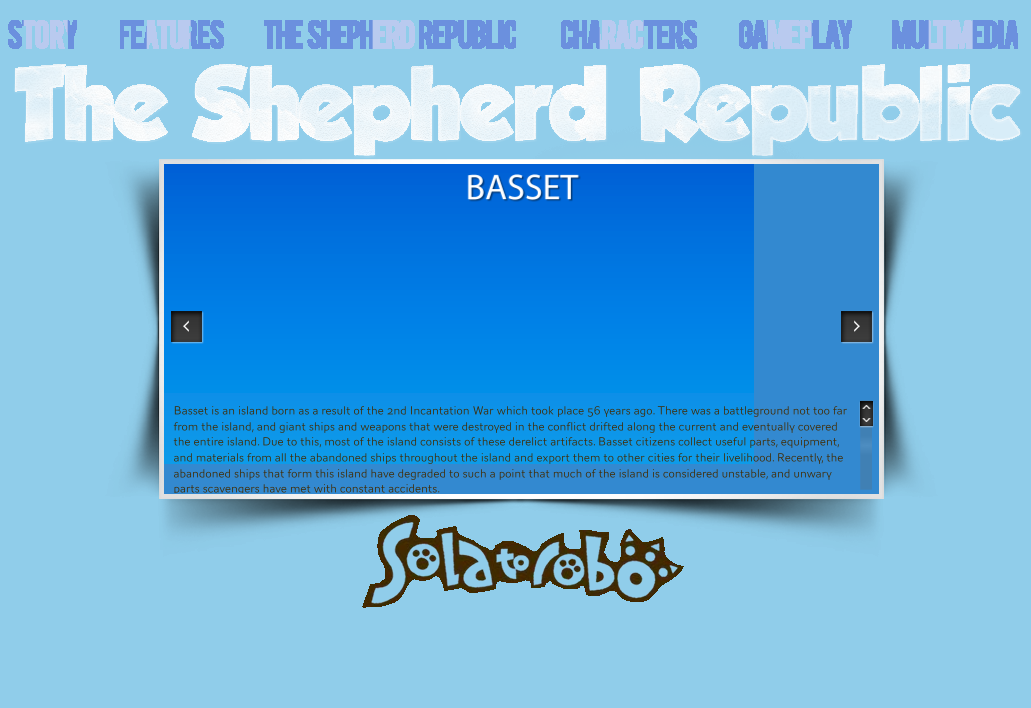 STORY FEATURES THE SHEPHERD REPUBLIC CHARACTERS GAMEPLAY MULTIMEDIA
The Shepherd Republic
BASSET
Basset is an island born as a result of the 2nd Incantation War which took place 56 years ago. There was a battleground not too far
from the island, and giant ships and weapons that were destroyed in the conflict drifted along the current and eventually covered
the entire island. Due to this, most of the island consists of these derelict artifacts. Basset citizens collect useful parts, equipment,
and materials from all the abandoned ships throughout the island and export them to other cities for their livelihood. Recently, the
abandoned ships that form this island have degraded to such a point that much of the island is considered unstable, and unwary
parts scavengers have met with constant accidents.
Solatorobo